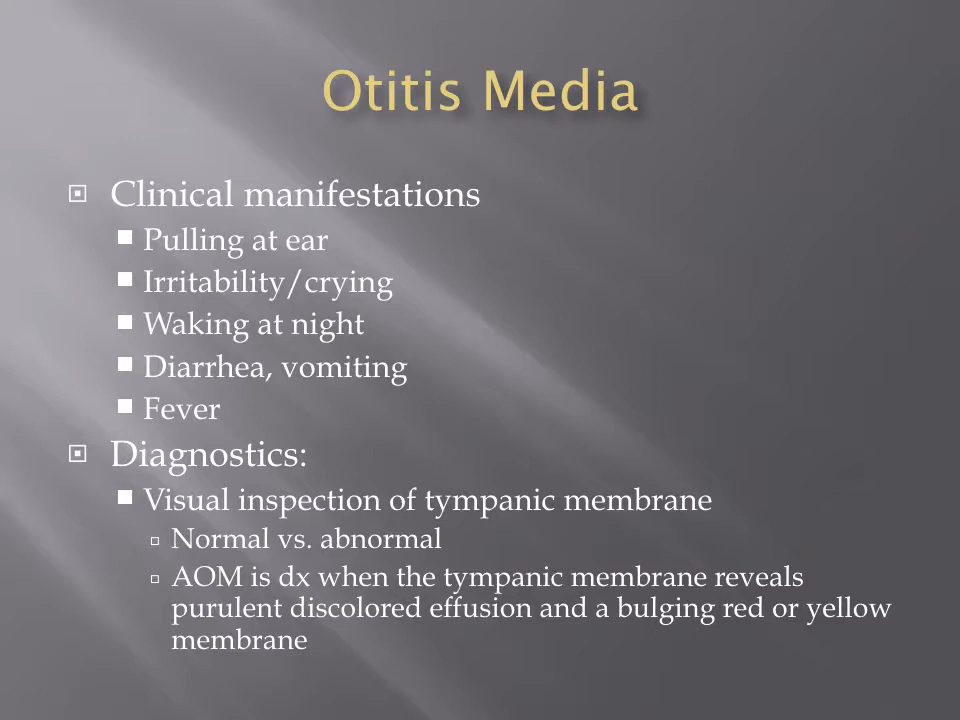 Otitis Media
Clinical manifestations
Pulling at ear
Irritability/crying
Waking at night
Diarrhea, vomiting
Fever
Diagnostics:
Visual inspection of tympanic membrane
Normal vs. abnormal
AOM is dx when the tympanic membrane reveals
purulent discolored effusion and a bulging red or yellow
membrane